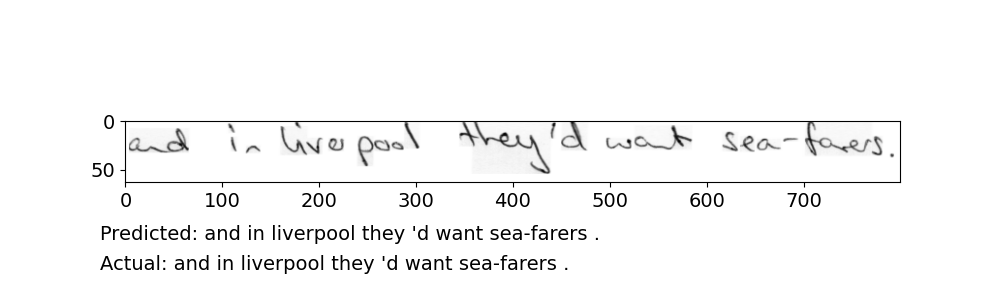 0
and in liverpool they'd want sea-farers.
50
0 100 200 300 400 500 600 700
Predicted: and in liverpool they 'd want sea-farers .
Actual: and in liverpool they 'd want sea-farers .